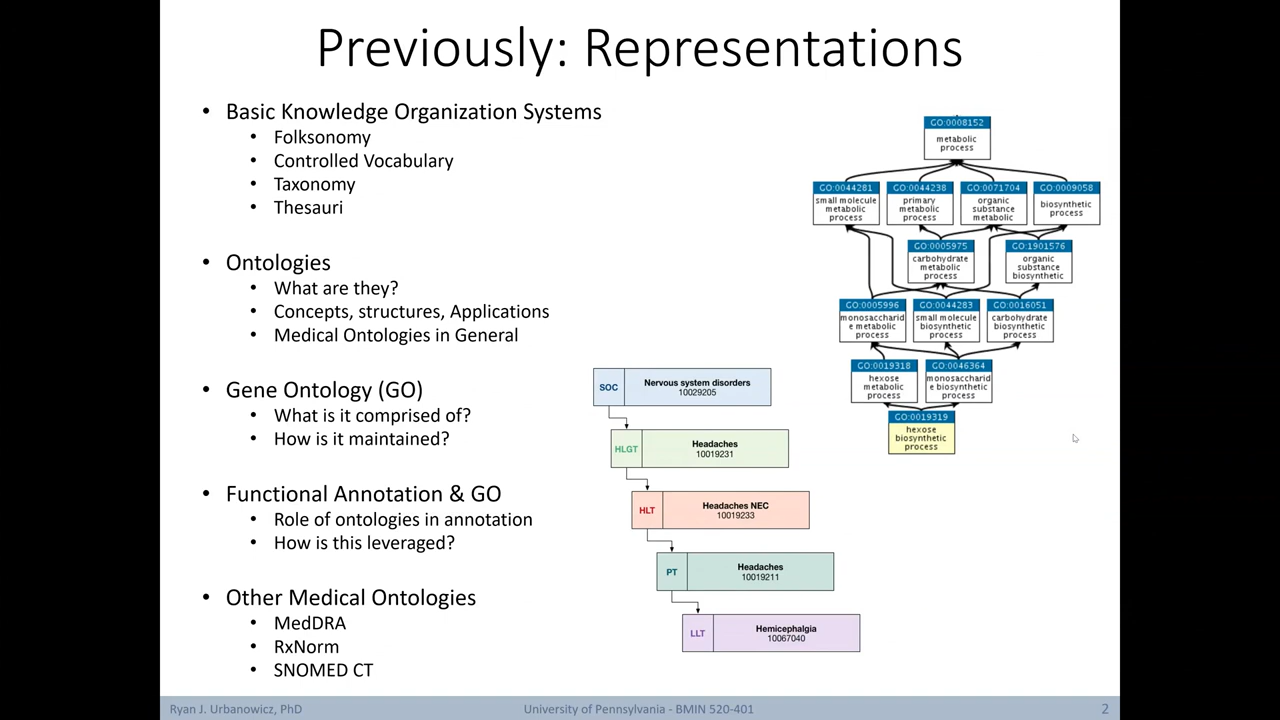 Previously: Representations
• Basic Knowledge Organization Systems
• Folksonomy
• Controlled Vocabulary
• Taxonomy
• Thesauri
• Ontologies
• What are they?
• Concepts, structures, Applications
• Medical Ontologies in General
• Gene Ontology (GO)
• What is it comprised of?
• How is it maintained?
• Functional Annotation & GO
• Role of ontologies in annotation
• How is this leveraged?
• Other Medical Ontologies
• MedDRA
• RxNorm
• SNOMED CT
SOC
Nervous system disorders
10029205
HLGT
Headaches
10019231
HLT
Headaches NEC
10019233
PT
Headaches
10019211
LLT
Hemicephalgia
10067040
GO:0008152
metabolic
process
GO:0044281
small molecule
metabolic
process
GO:0044238
primary
metabolic
process
GO:0071704
organic
substance
metabolic
GO:0009058
biosynthetic
process
GO:0005975
carbohydrate
metabolic
process
GO:1901576
organic
substance
biosynthetic
GO:0005996
monosaccharid
e metabolic
process
GO:0044283
small molecule
biosynthetic
process
GO:0016051
carbohydrate
biosynthetic
process
GO:0019318
hexose
metabolic
process
GO:0046364
monosaccharid
e biosynthetic
process
GO:0019319
hexose
biosynthetic
process
Ryan J. Urbanowicz, PhD
University of Pennsylvania - BMIN 520-401
2